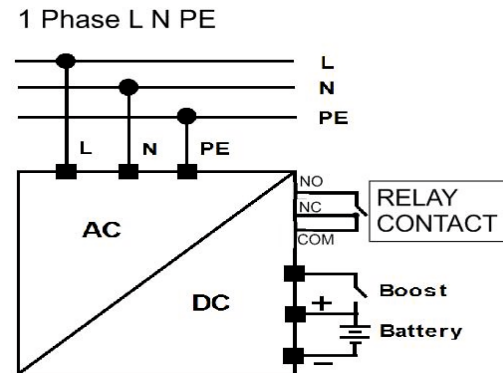 1 Phase L N PE
L
N
PE
L N PE
NO
NC
COM
RELAY
CONTACT
AC
DC
Boost
+
Battery
−